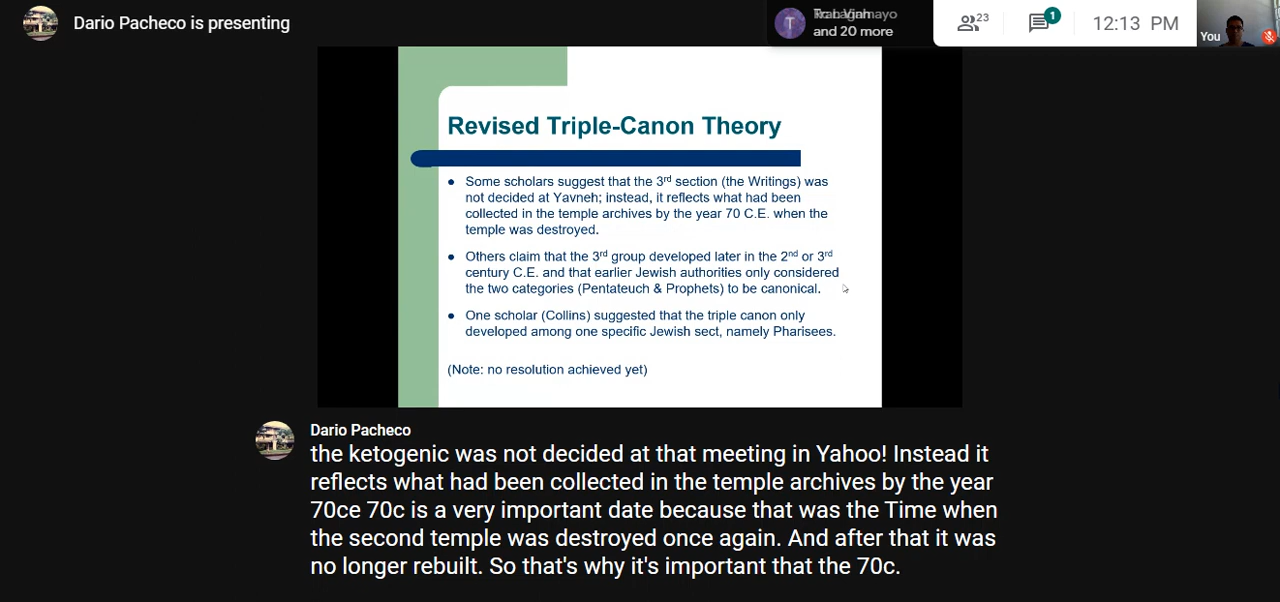 Dario Pacheco is presenting
and 20 more
23
1
12:13 PM
You
T
Revised Triple-Canon Theory
• Some scholars suggest that the 3rd section (the Writings) was
not decided at Yavneh; instead, it reflects what had been
collected in the temple archives by the year 70 C.E. when the
temple was destroyed.
• Others claim that the 3rd group developed later in the 2nd or 3rd
century C.E. and that earlier Jewish authorities only considered
the two categories (Pentateuch & Prophets) to be canonical.
• One scholar (Collins) suggested that the triple canon only
developed among one specific Jewish sect, namely Pharisees.
(Note: no resolution achieved yet)
Dario Pacheco
the ketogenic was not decided at that meeting in Yahoo! Instead it
reflects what had been collected in the temple archives by the year
70ce 70c is a very important date because that was the Time when
the second temple was destroyed once again. And after that it was
no longer rebuilt. So that's why it's important that the 70c.